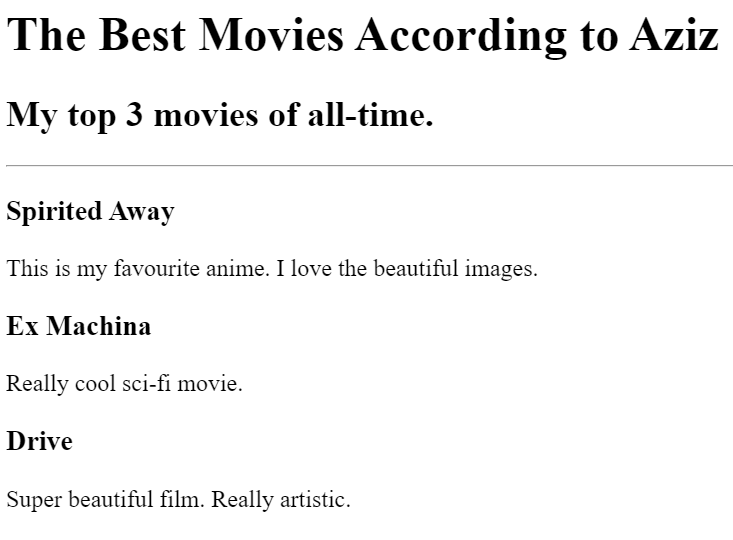 The Best Movies According to Aziz
My top 3 movies of all-time.
Spirited Away
This is my favourite anime. I love the beautiful images.
Ex Machina
Really cool sci-fi movie.
Drive
Super beautiful film. Really artistic.